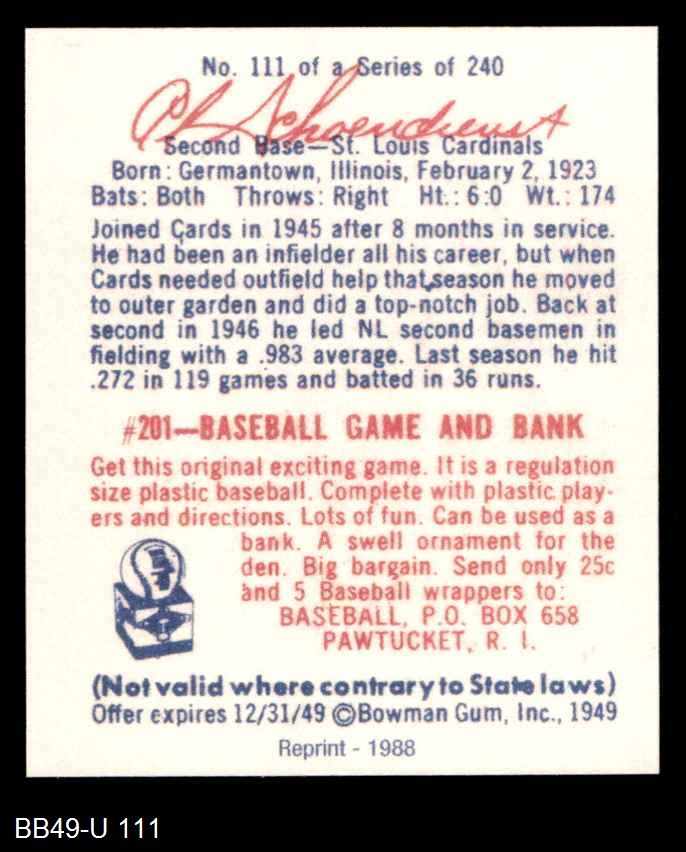 No. 111 of a Series of 240
Second Base—St. Louis Cardinals
Born: Germantown, Illinois, February 2, 1923
Bats: Both Throws: Right Ht.: 6:0 Wt.: 174
Joined Cards in 1945 after 8 months in service.
He had been an infielder all his career, but when
Cards needed outfield help that season he moved
to outer garden and did a top-notch job. Back at
second in 1946 he led NL second basemen in
fielding with a .983 average. Last season he hit
.272 in 119 games and batted in 36 runs.
#201—BASEBALL GAME AND BANK
Get this original exciting game. It is a regulation
size plastic baseball. Complete with plastic play-
ers and directions. Lots of fun. Can be used as a
bank. A swell ornament for the
den. Big bargain. Send only 25c
and 5 Baseball wrappers to:
BASEBALL, P.O. BOX 658
PAWTUCKET, R. I.
(Not valid where contrary to State laws)
Offer expires 12/31/49 ©Bowman Gum, Inc., 1949
Reprint - 1988
BB49-U 111